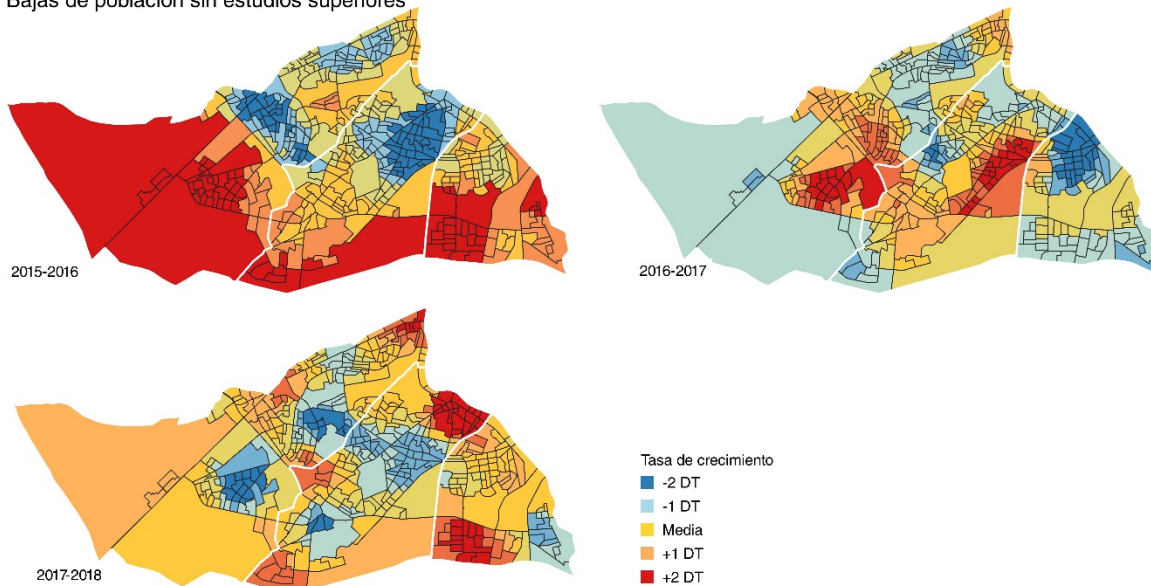 Bajas de población sin estudios superiores
2015-2016
2016-2017
2017-2018
Tasa de crecimiento
-2 DT
-1 DT
Media
+1 DT
+2 DT